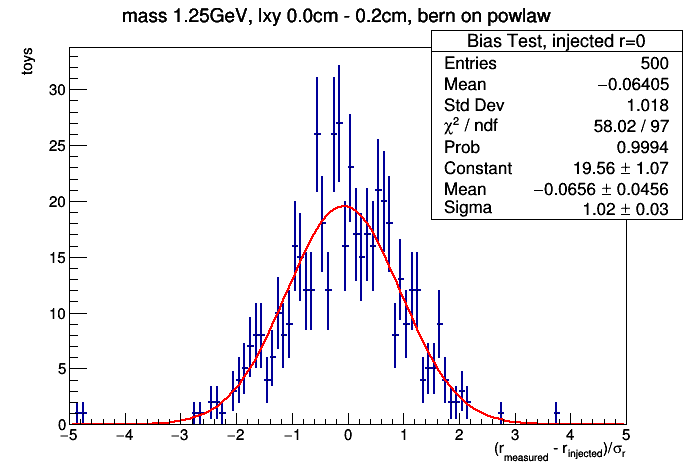 mass 1.25GeV, lxy 0.0cm - 0.2cm, bern on powlaw
toys
Bias Test, injected r=0
Entries 500
Mean −0.06405
Std Dev 1.018
χ² / ndf 58.02 / 97
Prob 0.9994
Constant 19.56 ± 1.07
Mean −0.0656 ± 0.0456
Sigma 1.02 ± 0.03
30
25
20
15
10
5
0
−5 −4 −3 −2 −1 0 1 2 3 4 5
(r_measured - r_injected)/σ_r